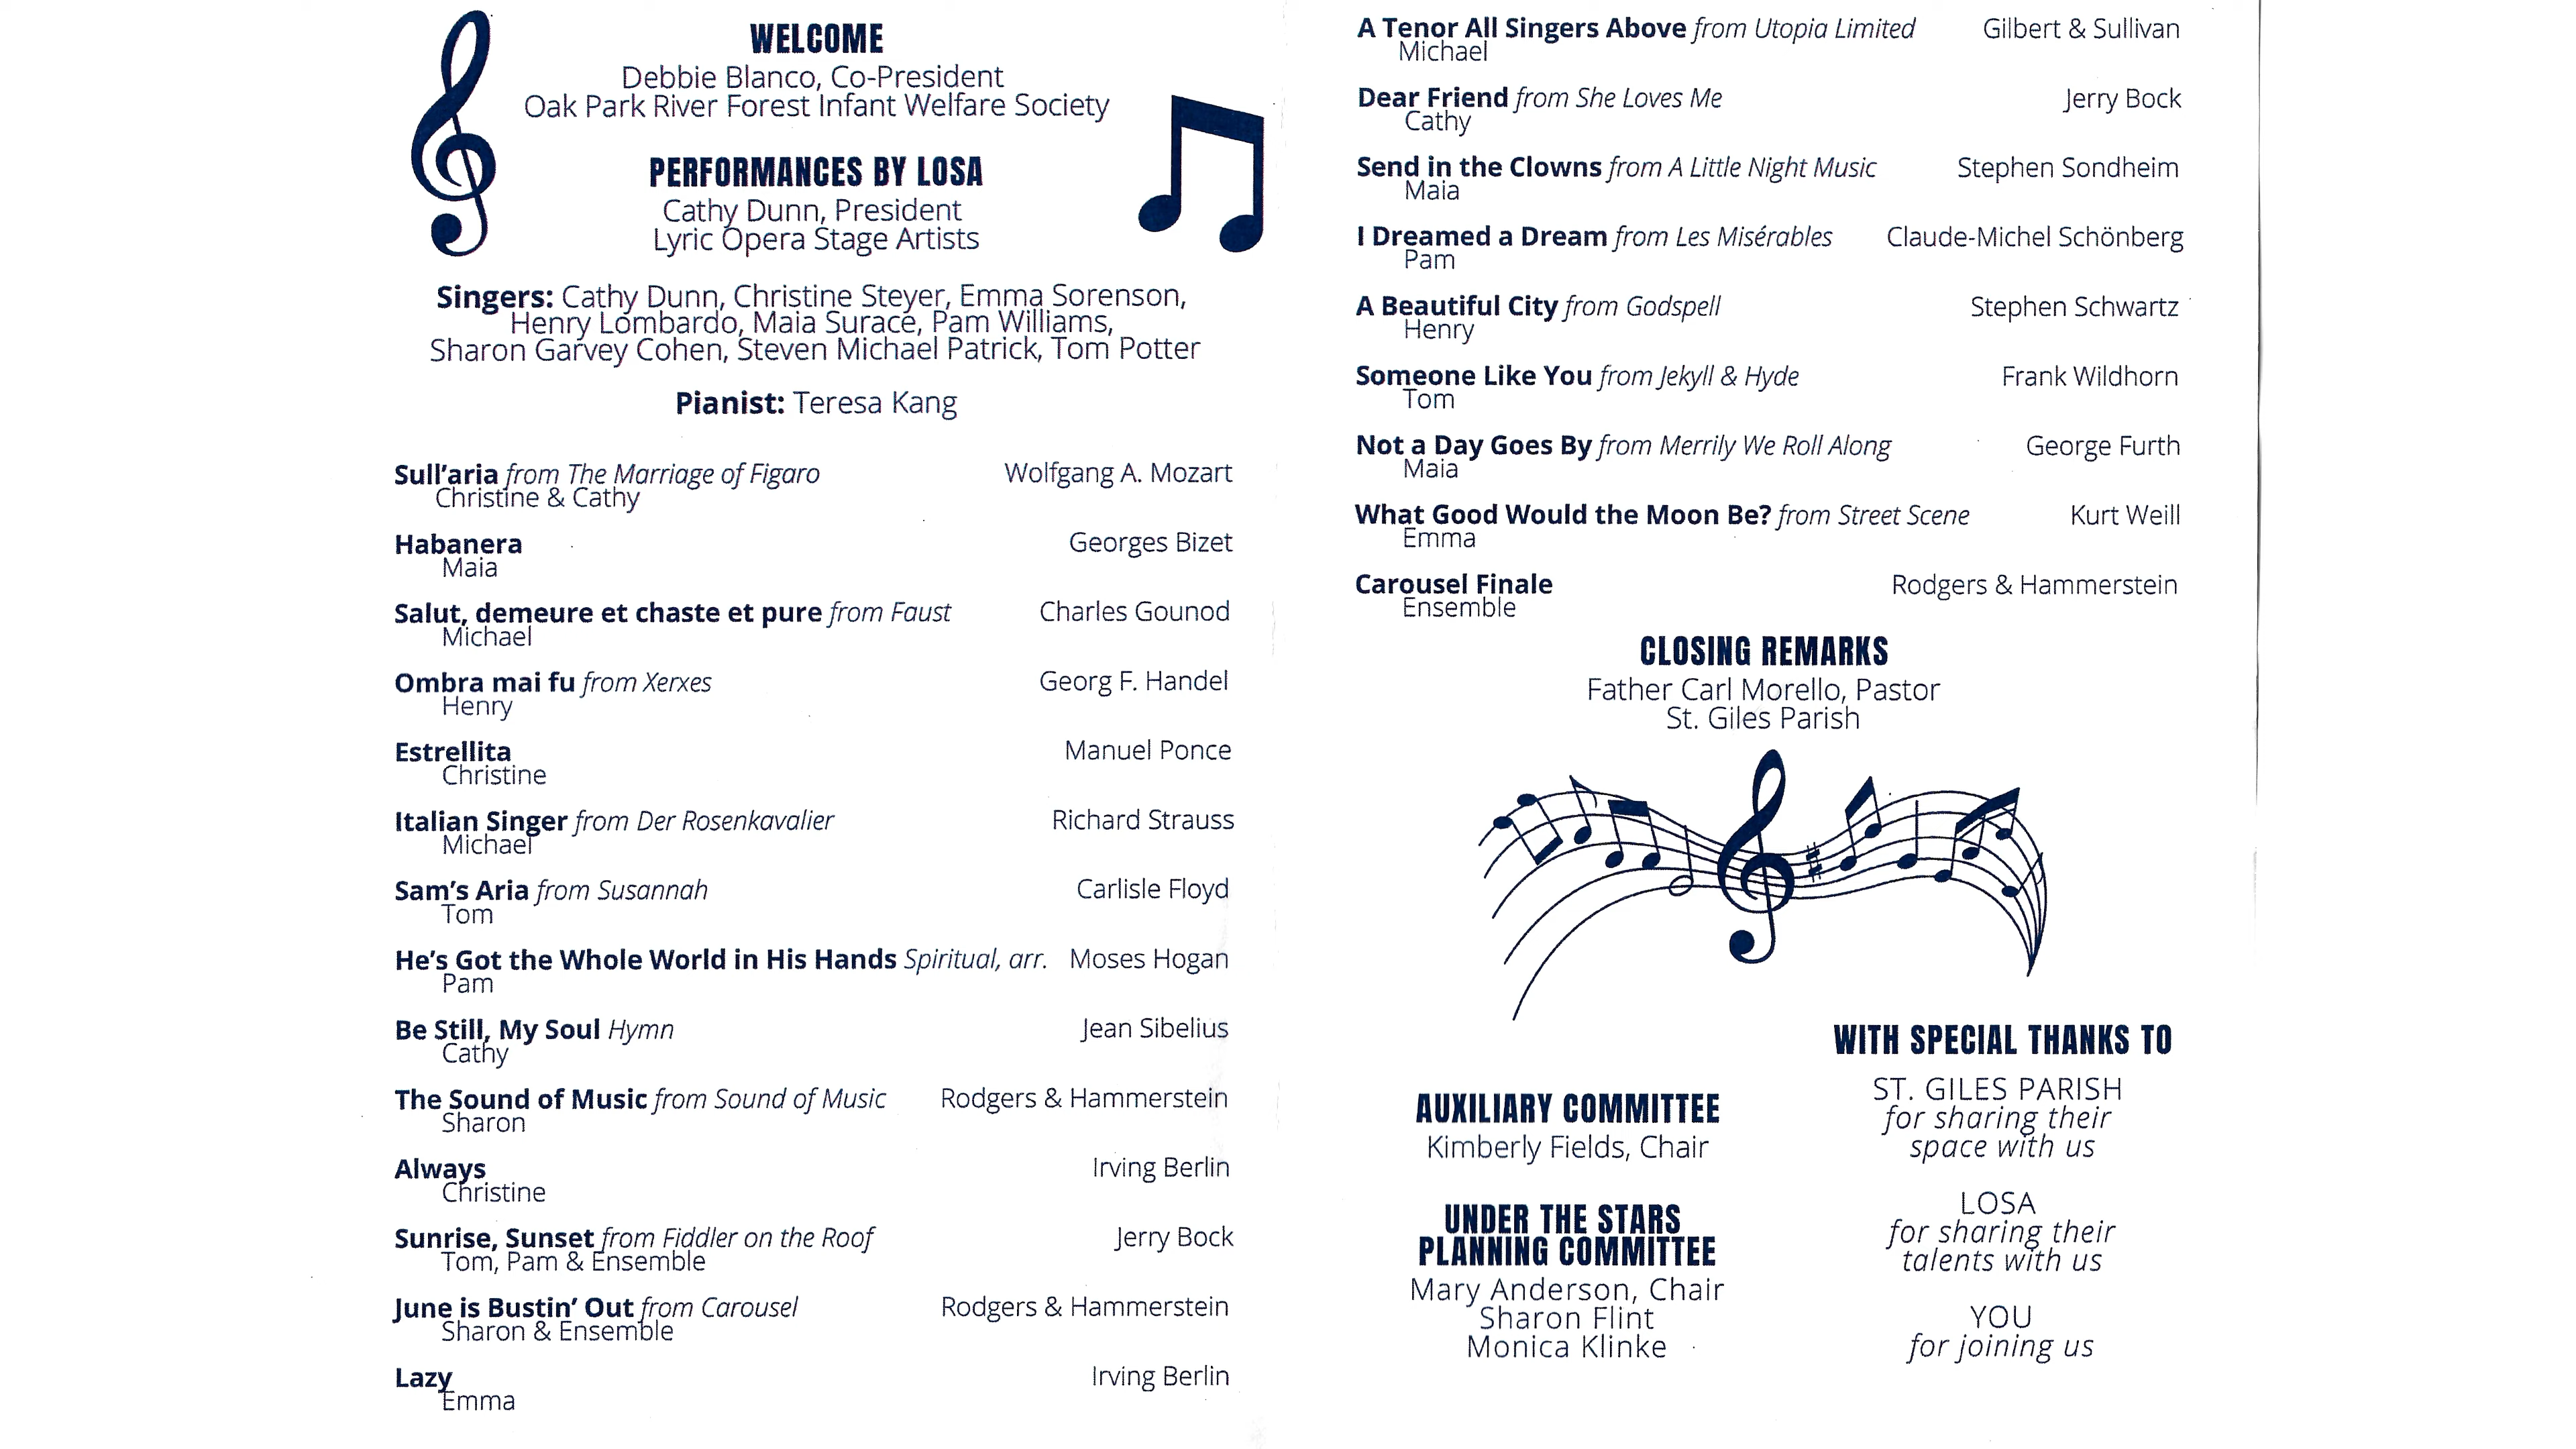 WELCOME
Debbie Blanco, Co-President
Oak Park River Forest Infant Welfare Society
PERFORMANCES BY LOSA
Cathy Dunn, President
Lyric Opera Stage Artists
Singers: Cathy Dunn, Christine Steyer, Emma Sorenson,
Henry Lombardo, Maia Surace, Pam Williams,
Sharon Garvey Cohen, Steven Michael Patrick, Tom Potter
Pianist: Teresa Kang
Sull'aria from The Marriage of Figaro Wolfgang A. Mozart
Christine & Cathy
Habanera Georges Bizet
Maia
Salut, demeure et chaste et pure from Faust Charles Gounod
Michael
Ombra mai fu from Xerxes Georg F. Handel
Henry
Estrellita Manuel Ponce
Christine
Italian Singer from Der Rosenkavalier Richard Strauss
Michael
Sam's Aria from Susannah Carlisle Floyd
Tom
He's Got the Whole World in His Hands Spiritual, arr. Moses Hogan
Pam
Be Still, My Soul Hymn Jean Sibelius
Cathy
The Sound of Music from Sound of Music Rodgers & Hammerstein
Sharon
Always Irving Berlin
Christine
Sunrise, Sunset from Fiddler on the Roof Jerry Bock
Tom, Pam & Ensemble
June is Bustin' Out from Carousel Rodgers & Hammerstein
Sharon & Ensemble
Lazy Irving Berlin
Emma
A Tenor All Singers Above from Utopia Limited Gilbert & Sullivan
Michael
Dear Friend from She Loves Me Jerry Bock
Cathy
Send in the Clowns from A Little Night Music Stephen Sondheim
Maia
I Dreamed a Dream from Les Misérables Claude-Michel Schönberg
Pam
A Beautiful City from Godspell Stephen Schwartz
Henry
Someone Like You from Jekyll & Hyde Frank Wildhorn
Tom
Not a Day Goes By from Merrily We Roll Along George Furth
Maia
What Good Would the Moon Be? from Street Scene Kurt Weill
Emma
Carousel Finale Rodgers & Hammerstein
Ensemble
CLOSING REMARKS
Father Carl Morello, Pastor
St. Giles Parish
AUXILIARY COMMITTEE
Kimberly Fields, Chair
UNDER THE STARS
PLANNING COMMITTEE
Mary Anderson, Chair
Sharon Flint
Monica Klinke
WITH SPECIAL THANKS TO
ST. GILES PARISH
for sharing their
space with us
LOSA
for sharing their
talents with us
YOU
for joining us